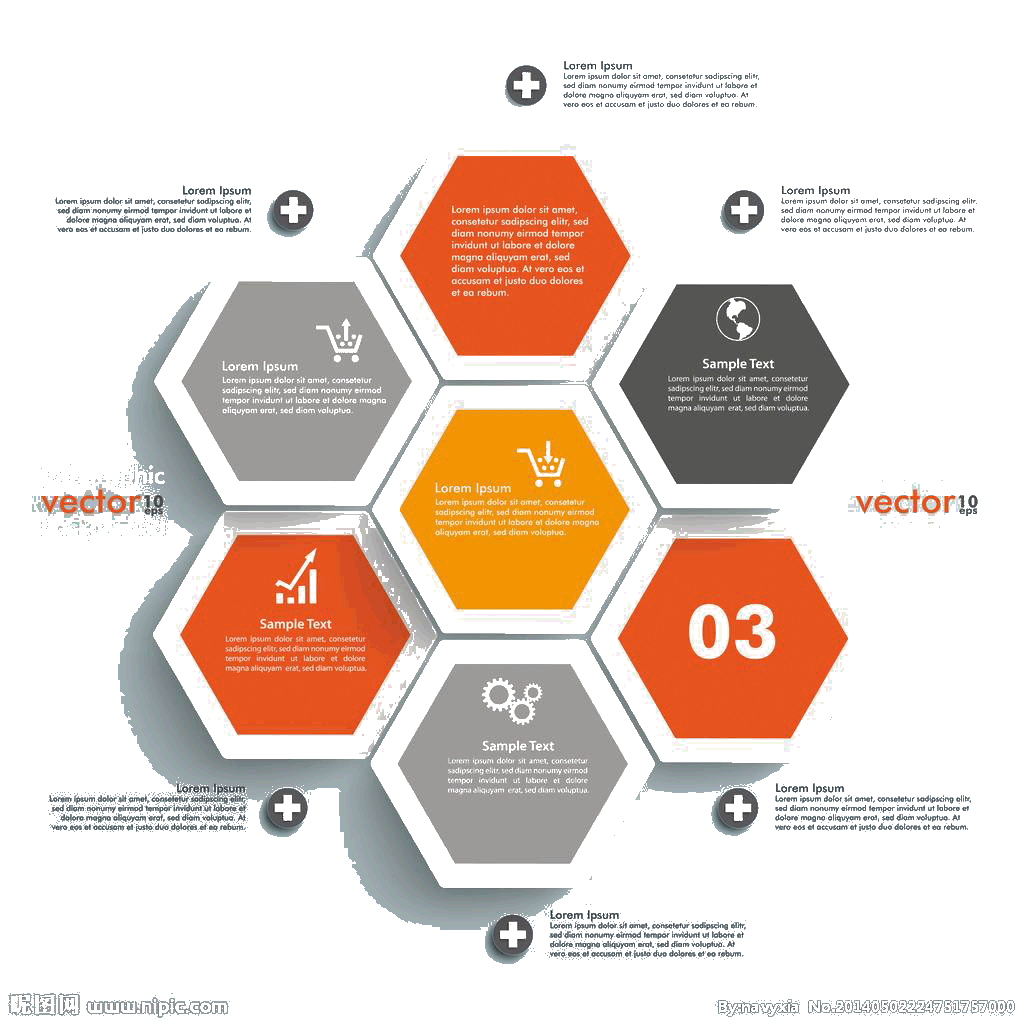 Lorem Ipsum
Lorem ipsum dolor sit amet, consetetur sadipscing elitr,
sed diam nonumy eirmod tempor invidunt ut labore et
dolore magna aliquyam erat, sed diam voluptua. At
vero eos et accusam et justo duo dolores et ea rebum.
Lorem Ipsum
Lorem ipsum dolor sit amet, consetetur sadipscing elitr,
sed diam nonumy eirmod tempor invidunt ut labore et
dolore magna aliquyam erat, sed diam voluptua. At
vero eos et accusam et justo duo dolores et ea rebum.
Lorem Ipsum
Lorem ipsum dolor sit amet, consetetur sadipscing elitr,
sed diam nonumy eirmod tempor invidunt ut labore et
dolore magna aliquyam erat, sed diam voluptua. At
vero eos et accusam et justo duo dolores et ea rebum.
Lorem ipsum dolor sit amet,
consetetur sadipscing elitr, sed
diam nonumy eirmod tempor
invidunt ut labore et dolore
magna aliquyam erat, sed
diam voluptua. At vero eos et
accusam et justo duo dolores
et ea rebum.
Lorem Ipsum
Lorem ipsum dolor sit amet, consetetur
sadipscing elitr, sed diam nonumy eirmod
tempor invidunt ut labore et dolore magna
aliquyam erat, sed diam voluptua.
Sample Text
Lorem ipsum dolor sit amet, consetetur
sadipscing elitr, sed diam nonumy eirmod
tempor invidunt ut labore et dolore
magna aliquyam erat, sed diam voluptua.
Lorem Ipsum
Lorem ipsum dolor sit amet, consetetur
sadipscing elitr, sed diam nonumy eirmod
tempor invidunt ut labore et dolore magna
aliquyam erat, sed diam voluptua.
vector 10 eps
vector 10 eps
Sample Text
Lorem ipsum dolor sit amet, consetetur
sadipscing elitr, sed diam nonumy eirmod
tempor invidunt ut labore et dolore
magna aliquyam erat, sed diam voluptua.
03
Sample Text
Lorem ipsum dolor sit amet, consetetur
sadipscing elitr, sed diam nonumy eirmod
tempor invidunt ut labore et dolore
magna aliquyam erat, sed diam voluptua.
Lorem Ipsum
Lorem ipsum dolor sit amet, consetetur sadipscing elitr,
sed diam nonumy eirmod tempor invidunt ut labore et
dolore magna aliquyam erat, sed diam voluptua. At
vero eos et accusam et justo duo dolores et ea rebum.
Lorem Ipsum
Lorem ipsum dolor sit amet, consetetur sadipscing elitr,
sed diam nonumy eirmod tempor invidunt ut labore et
dolore magna aliquyam erat, sed diam voluptua. At
vero eos et accusam et justo duo dolores et ea rebum.
Lorem Ipsum
Lorem ipsum dolor sit amet, consetetur sadipscing elitr,
sed diam nonumy eirmod tempor invidunt ut labore et
dolore magna aliquyam erat, sed diam voluptua. At
vero eos et accusam et justo duo dolores et ea rebum.
昵图网 www.nipic.com
By:navyxia No.20140502224751757000